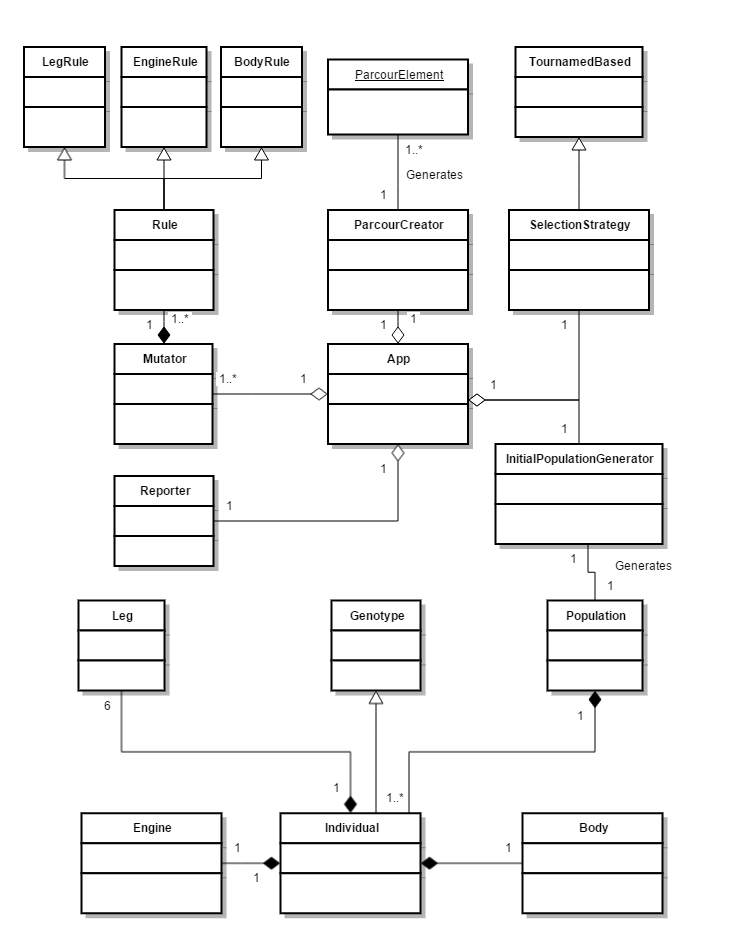 LegRule
EngineRule
BodyRule
ParcourElement
TournamedBased
1..*
Generates
1
Rule
ParcourCreator
SelectionStrategy
1
1..*
1
1
1
Mutator
App
1..*
1
1
1
1
InitialPopulationGenerator
Reporter
1
1
Generates
1
Leg
Genotype
Population
6
1
1
1..*
Engine
Individual
Body
1
1
1